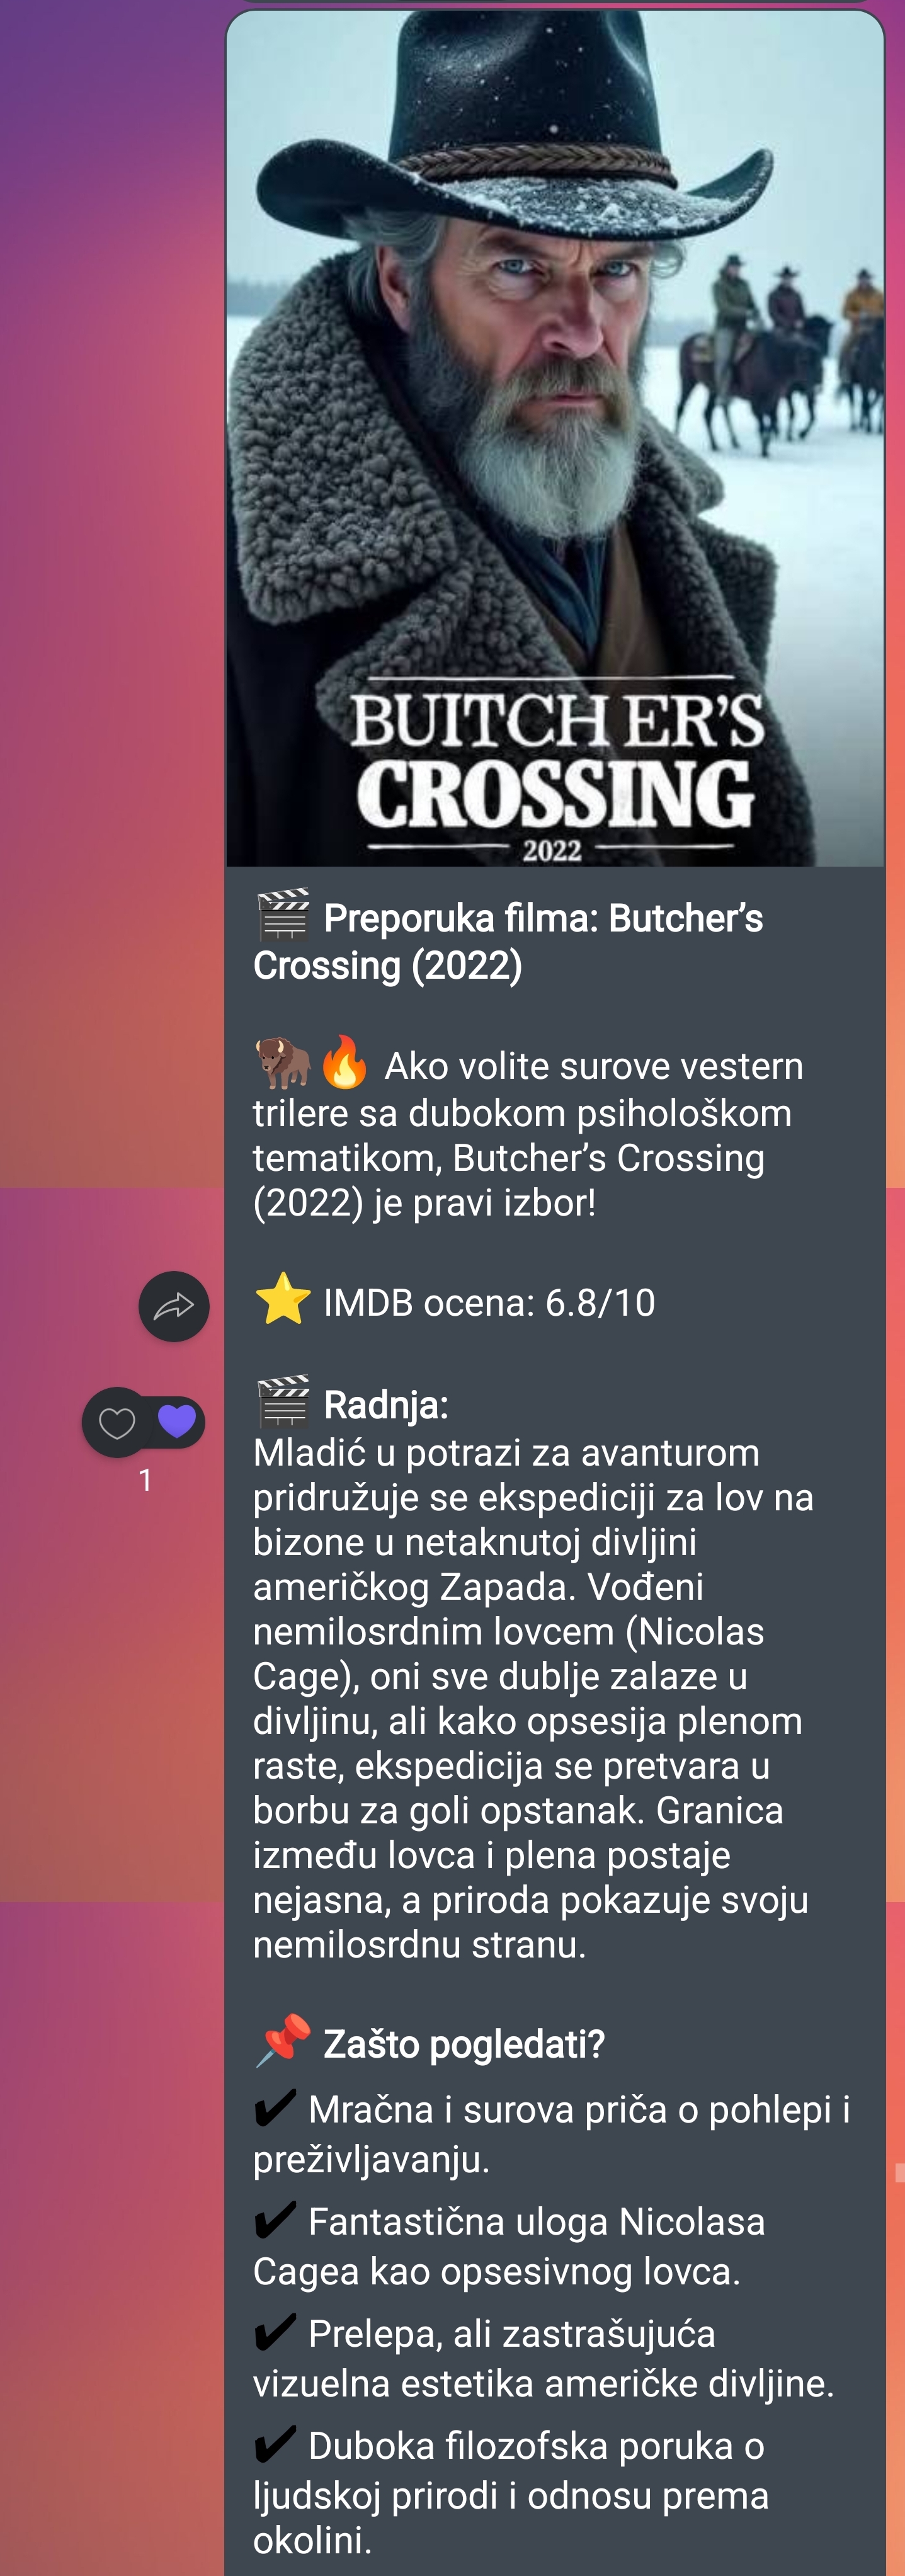 BUITCH ER'S
CROSSING
2022
🎬 Preporuka filma: Butcher’s
Crossing (2022)
🦬🔥 Ako volite surove vestern
trilere sa dubokom psihološkom
tematikom, Butcher’s Crossing
(2022) je pravi izbor!
⭐ IMDB ocena: 6.8/10
🎬 Radnja:
Mladić u potrazi za avanturom
pridružuje se ekspediciji za lov na
bizone u netaknutoj divljini
američkog Zapada. Vođeni
nemilosrdnim lovcem (Nicolas
Cage), oni sve dublje zalaze u
divljinu, ali kako opsesija plenom
raste, ekspedicija se pretvara u
borbu za goli opstanak. Granica
između lovca i plena postaje
nejasna, a priroda pokazuje svoju
nemilosrdnu stranu.
1
📌 Zašto pogledati?
✔ Mračna i surova priča o pohlepi i
preživljavanju.
✔ Fantastična uloga Nicolasa
Cagea kao opsesivnog lovca.
✔ Prelepa, ali zastrašujuća
vizuelna estetika američke divljine.
✔ Duboka filozofska poruka o
ljudskoj prirodi i odnosu prema
okolini.